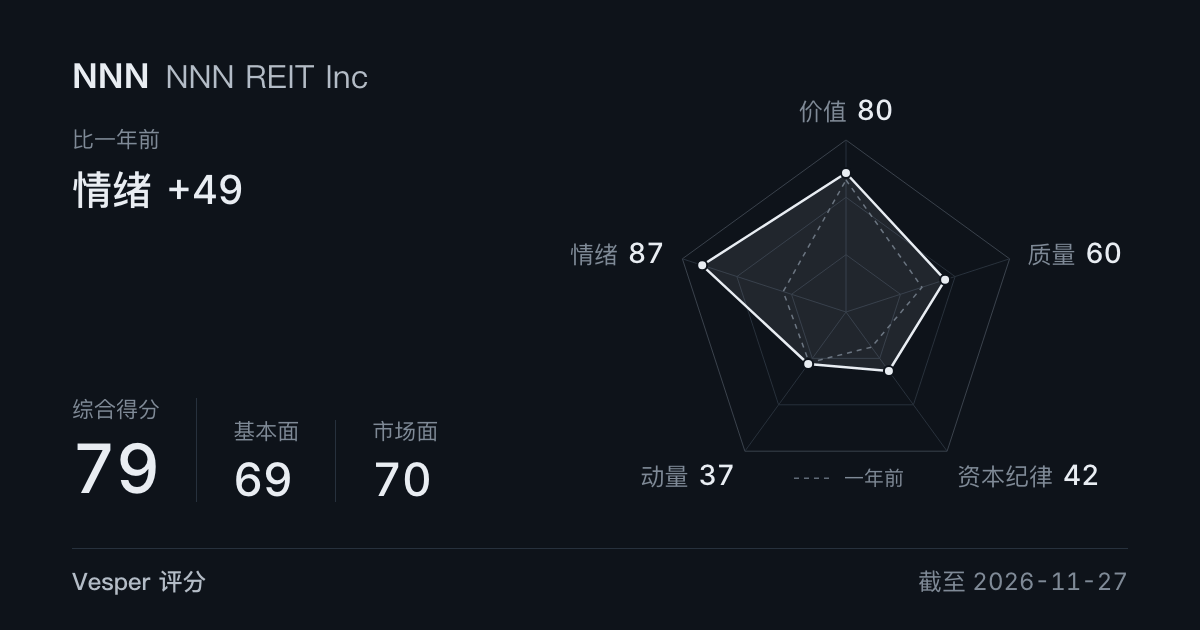 NNN NNN REIT Inc
比一年前
情绪 +49
价值 80
情绪 87
质量 60
动量 37
---- 一年前
资本纪律 42
综合得分
79
基本面
69
市场面
70
Vesper 评分
截至 2026-11-27